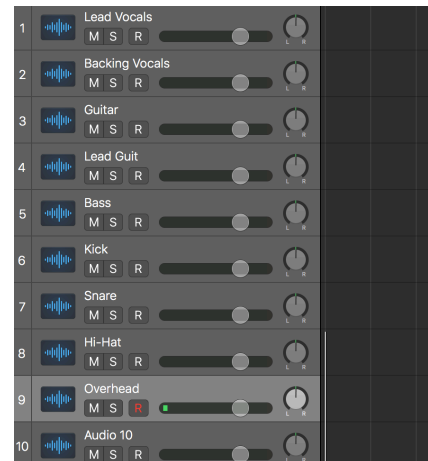 1 Lead Vocals
M S R
L R
2 Backing Vocals
M S R
L R
3 Guitar
M S R
L R
4 Lead Guit
M S R
L R
5 Bass
M S R
L R
6 Kick
M S R
L R
7 Snare
M S R
L R
8 Hi-Hat
M S R
L R
9 Overhead
M S R
L R
10 Audio 10
M S R